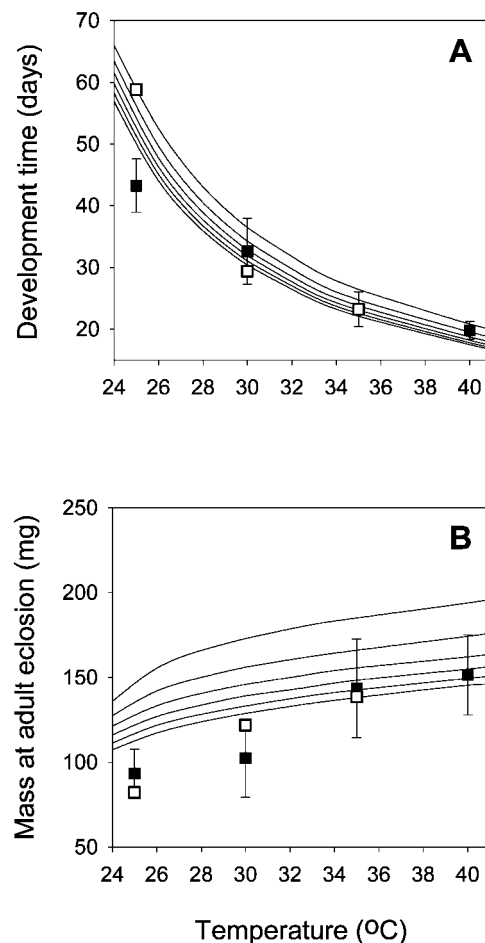 A
Development time (days)
70
60
50
40
30
20
24 26 28 30 32 34 36 38 40
B
Mass at adult eclosion (mg)
250
200
150
100
50
24 26 28 30 32 34 36 38 40
Temperature (ºC)